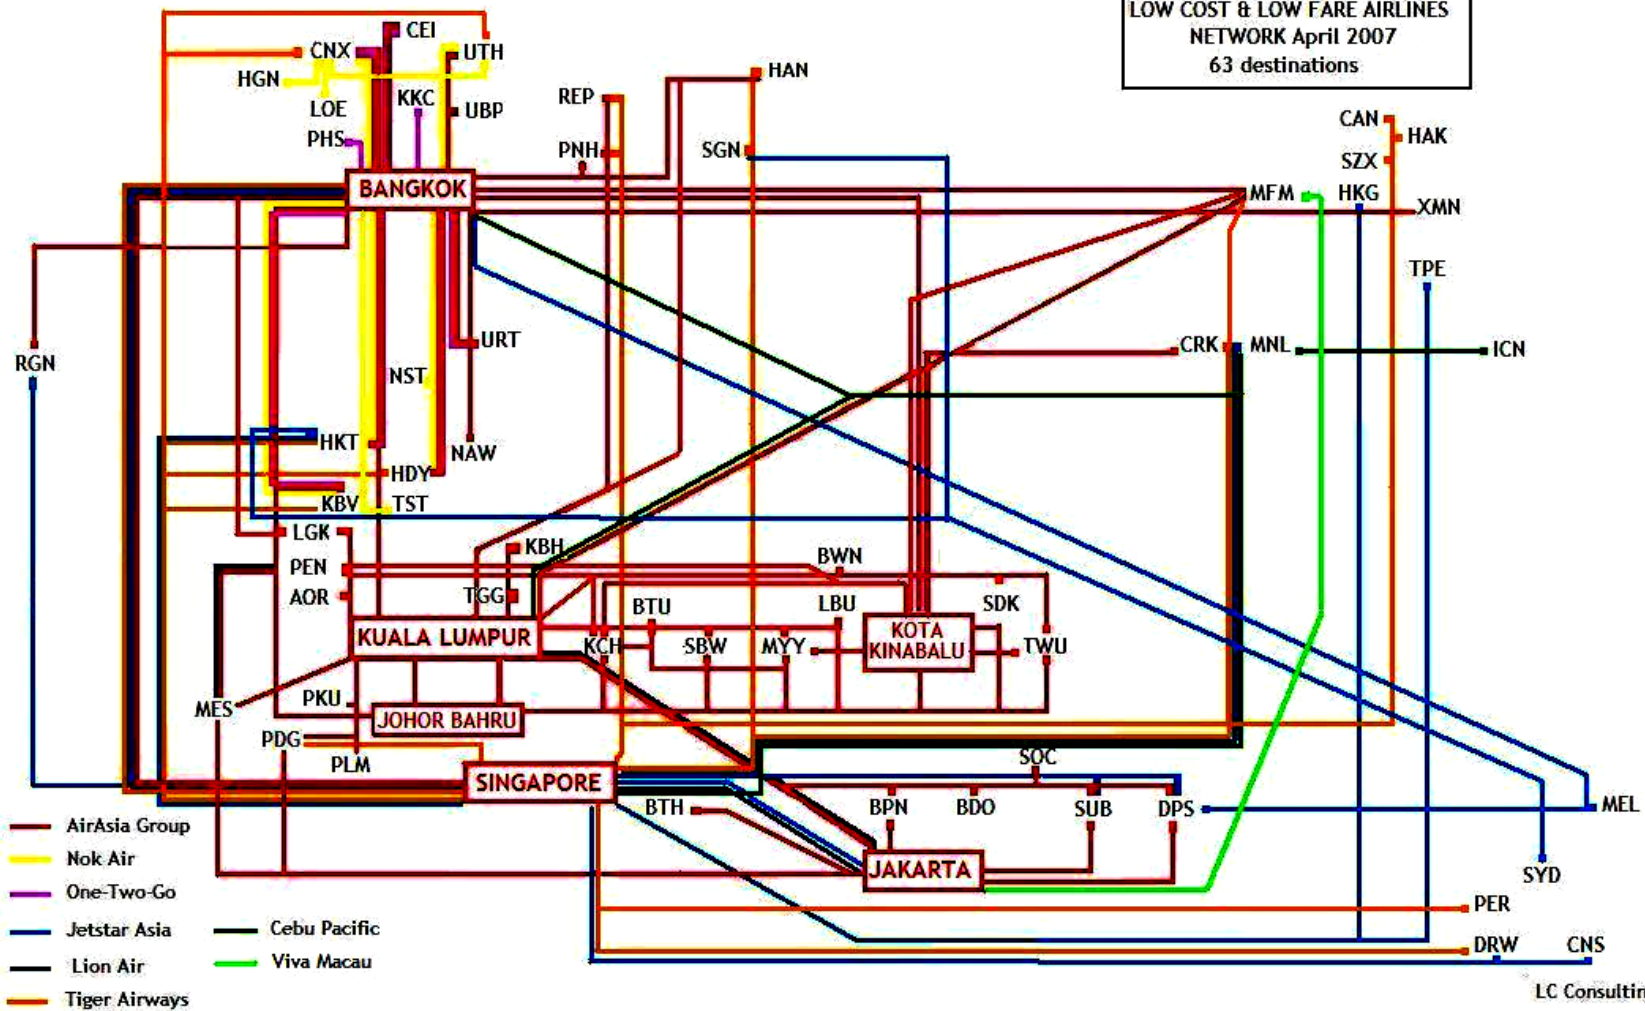 LOW COST & LOW FARE AIRLINES
NETWORK April 2007
63 destinations
CEI
CNX
UTH
HGN
LOE
KKC
UBP
PHS
REP
HAN
PNH
SGN
CAN
HAK
SZX
BANGKOK
MFM
HKG
XMN
TPE
RGN
URT
CRK
MNL
ICN
NST
HKT
NAW
HDY
KBV
TST
LGK
KBH
PEN
BWN
AOR
TGG
BTU
LBU
SDK
KUALA LUMPUR
KCH
SBW
MYY
KOTA
KINABALU
TWU
MES
PKU
JOHOR BAHRU
PDG
PLM
SINGAPORE
SOC
BTH
BPN
BDO
SUB
DPS
MEL
JAKARTA
SYD
PER
DRW
CNS
AirAsia Group
Nok Air
One-Two-Go
Jetstar Asia
Cebu Pacific
Lion Air
Viva Macau
Tiger Airways
LC Consultin